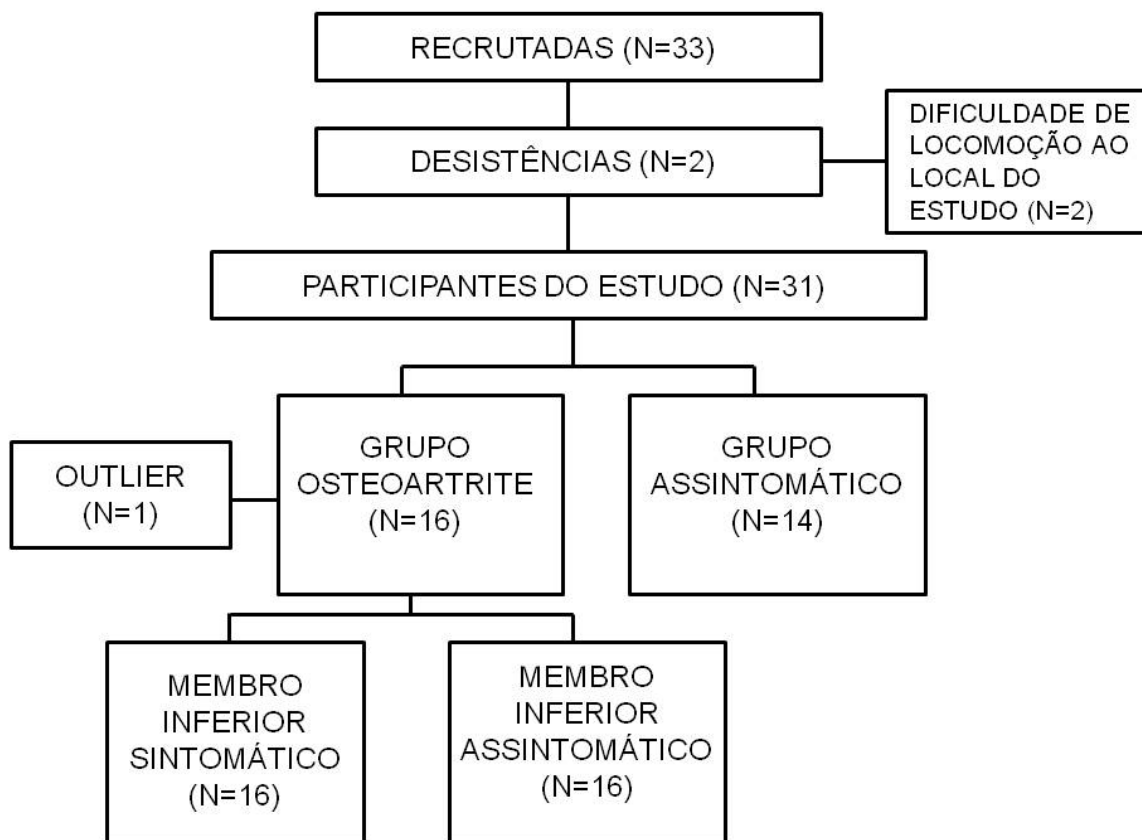 RECRUTADAS (N=33)
DESISTÊNCIAS (N=2)
DIFICULDADE DE
LOCOMOÇÃO AO
LOCAL DO
ESTUDO (N=2)
PARTICIPANTES DO ESTUDO (N=31)
OUTLIER
(N=1)
GRUPO
OSTEOARTRITE
(N=16)
GRUPO
ASSINTOMÁTICO
(N=14)
MEMBRO
INFERIOR
SINTOMÁTICO
(N=16)
MEMBRO
INFERIOR
ASSINTOMÁTICO
(N=16)